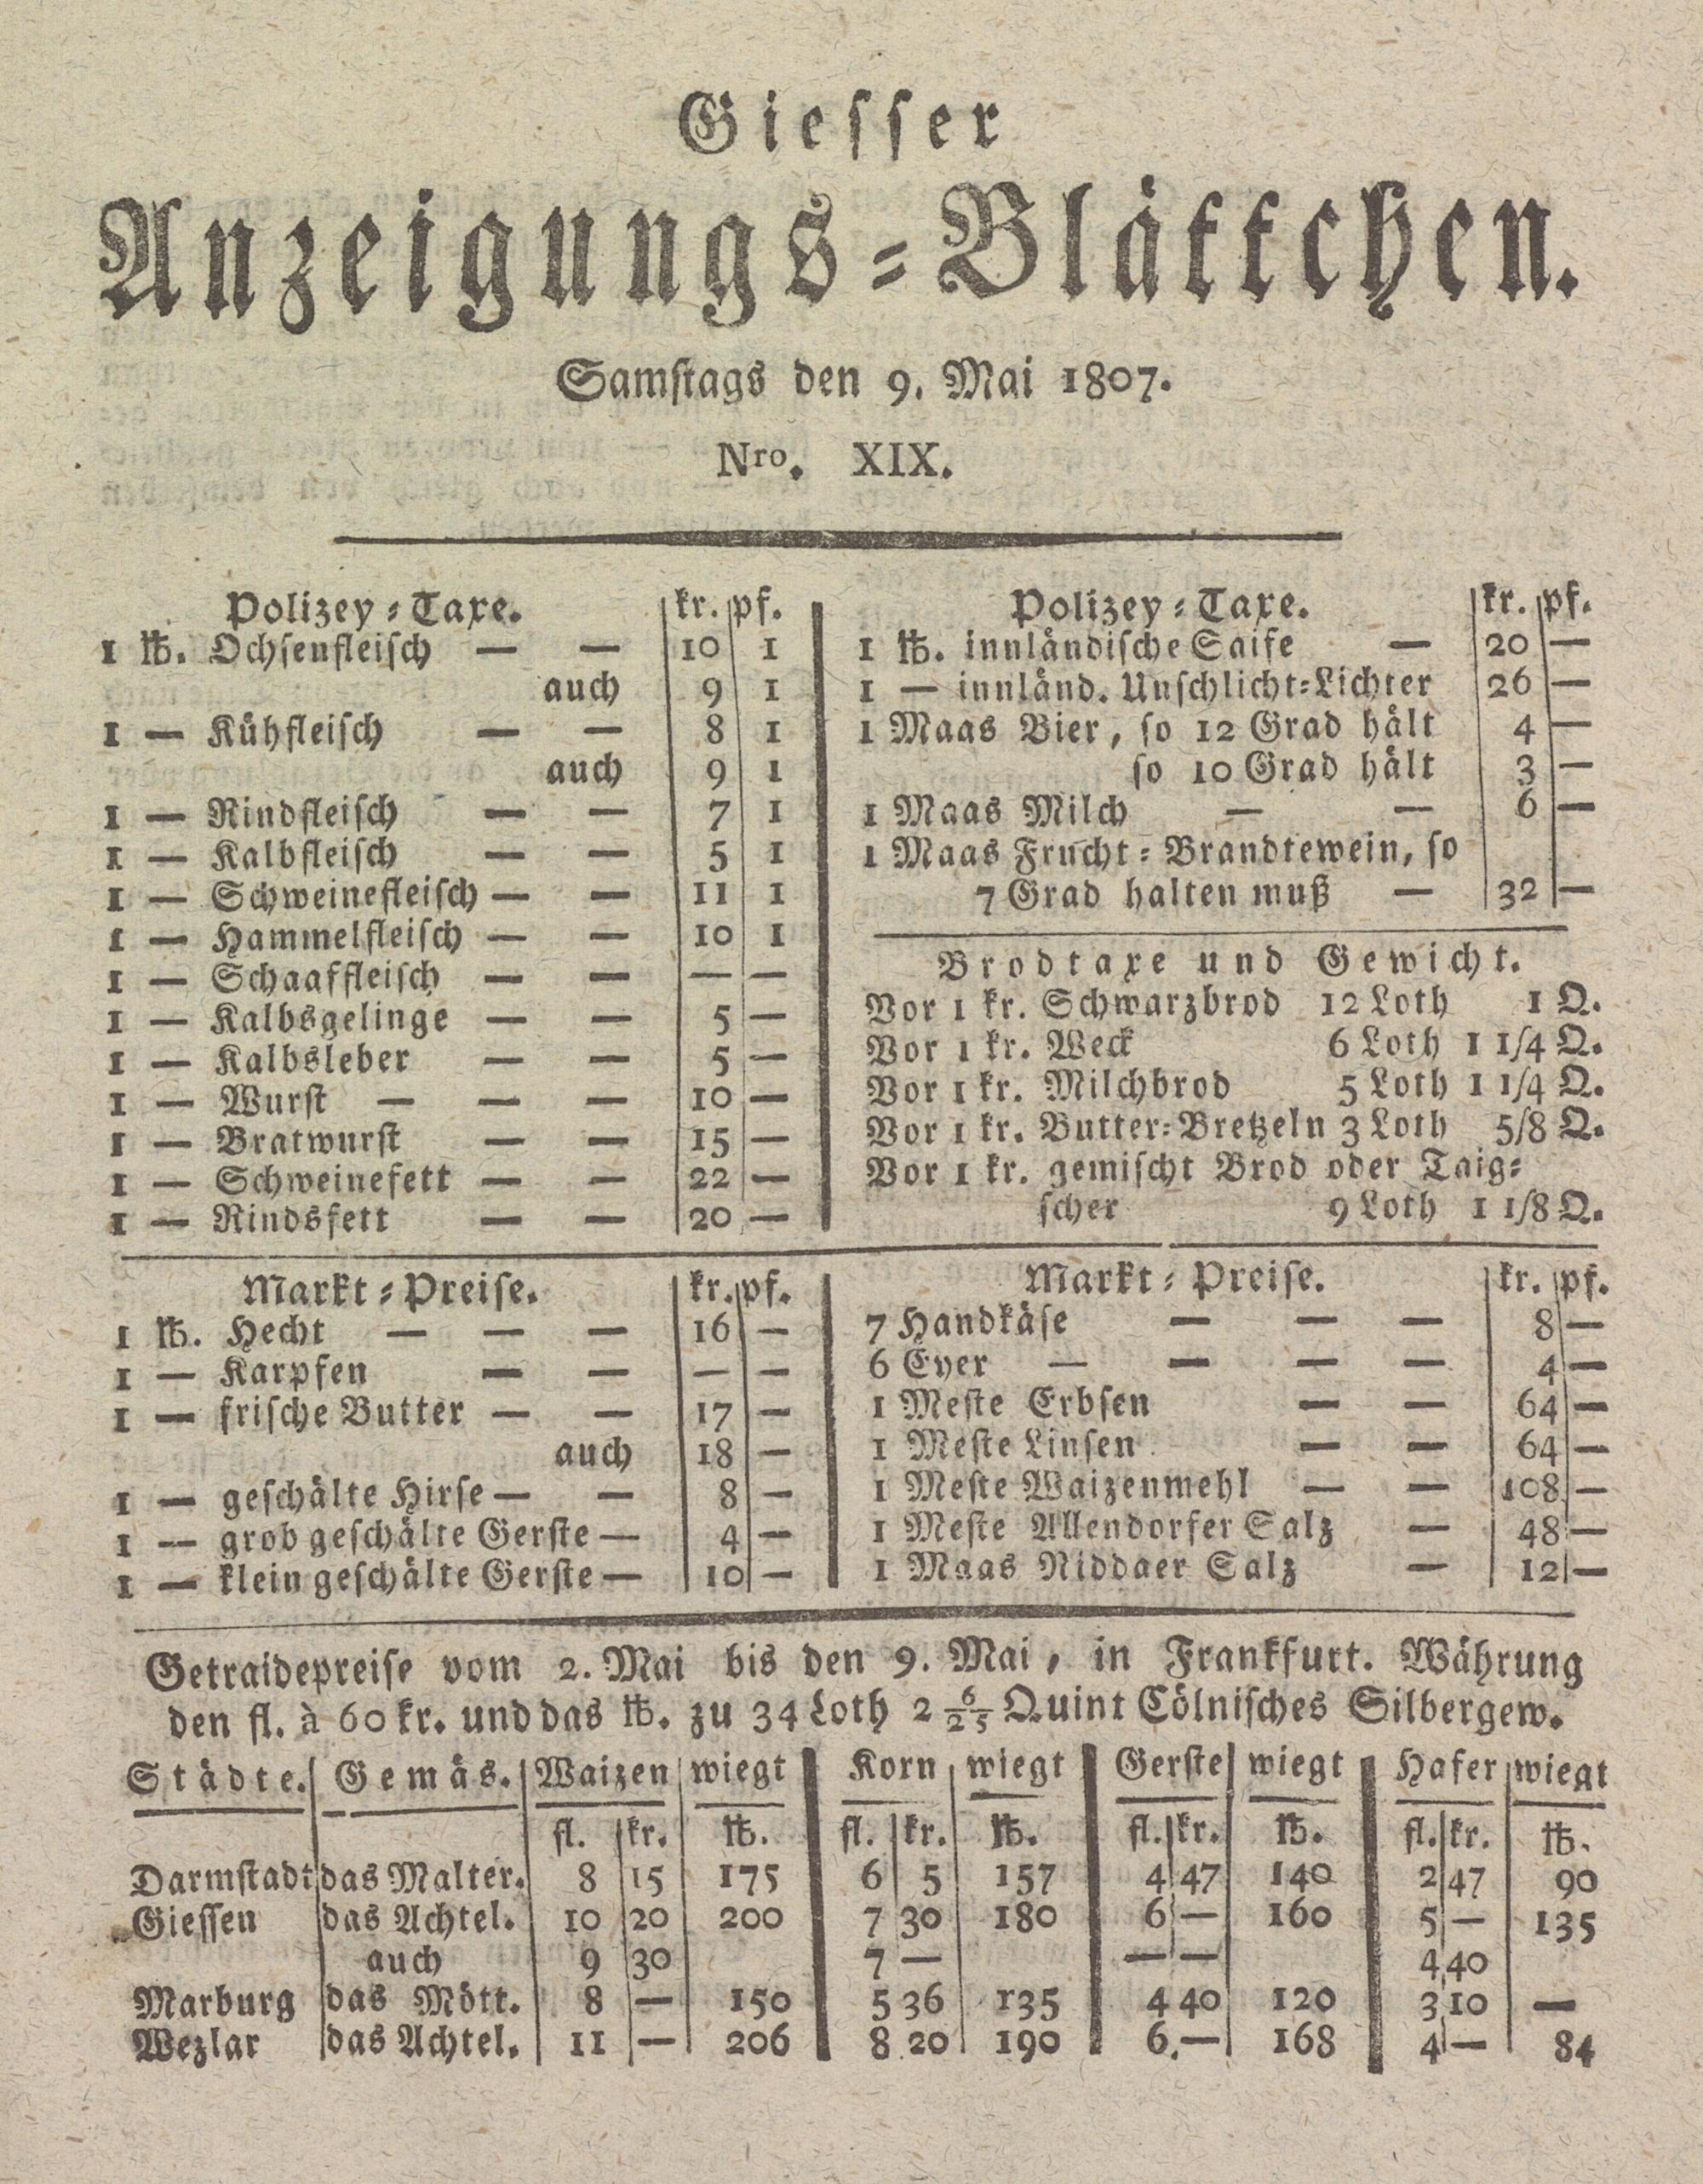 Giesser
Anzeigungs-Blättchen.
Samstags den 9. Mai 1807.
Nro. XIX.
Polizey-Taxe. kr. pf.
1 ℔. Ochsenfleisch — — 10 1
auch 9 1
1 — Kühfleisch — — 8 1
auch 9 1
1 — Rindfleisch — — 7 1
1 — Kalbfleisch — — 5 1
1 — Schweinefleisch — — 11 1
1 — Hammelfleisch — — 10 1
1 — Schaaffleisch — — — —
1 — Kalbsgelinge — — 5 —
1 — Kalbsleber — — 5 —
1 — Wurst — — — 10 —
1 — Bratwurst — — 15 —
1 — Schweinefett — — 22 —
1 — Rindsfett — — 20 —
Polizey-Taxe. kr. pf.
1 ℔. innländische Saife — 20 —
1 — innländ. Unschlicht-Lichter 26 —
1 Maas Bier, so 12 Grad hält 4 —
so 10 Grad hält 3 —
1 Maas Milch — — 6 —
1 Maas Frucht-Brandtewein, so
7 Grad halten muß — 32 —
Brodtaxe und Gewicht.
Vor 1 kr. Schwarzbrod 12 Loth 1 Q.
Vor 1 kr. Weck 6 Loth 1 1/4 Q.
Vor 1 kr. Milchbrod 5 Loth 1 1/4 Q.
Vor 1 kr. Butter-Bretzeln 3 Loth 5/8 Q.
Vor 1 kr. gemischt Brod oder Taig-
scher 9 Loth 1 1/8 Q.
Markt-Preise. kr. pf.
1 ℔. Hecht — — — 16 —
1 — Karpfen — — — —
1 — frische Butter — — 17 —
auch 18 —
1 — geschälte Hirse — — 8 —
1 — grob geschälte Gerste — 4 —
1 — klein geschälte Gerste — 10 —
Markt-Preise. kr. pf.
7 Handkäse — — — 8 —
6 Eyer — — — — 4 —
1 Meste Erbsen — — 64 —
1 Meste Linsen — — 64 —
1 Meste Waizenmehl — — 108 —
1 Meste Allendorfer Salz — 48 —
1 Maas Niddaer Salz — 12 —
Getraidepreise vom 2. Mai bis den 9. Mai, in Frankfurt. Währung
den fl. à 60 kr. und das ℔. zu 34 Loth 2 6/25 Quint Cölnisches Silbergew.
Städte. Gemäs. Waizen wiegt Korn wiegt Gerste wiegt Hafer wiegt
fl. kr. ℔. fl. kr. ℔. fl. kr. ℔. fl. kr. ℔.
Darmstadt das Malter. 8 15 175 6 5 157 4 47 140 2 47 90
Giessen das Achtel. 10 20 200 7 30 180 6 — 160 5 — 135
auch 9 30 7 — — — 4 40
Marburg das Mött. 8 — 150 5 36 135 4 40 120 3 10 —
Wezlar das Achtel. 11 — 206 8 20 190 6. — 168 4 — 84